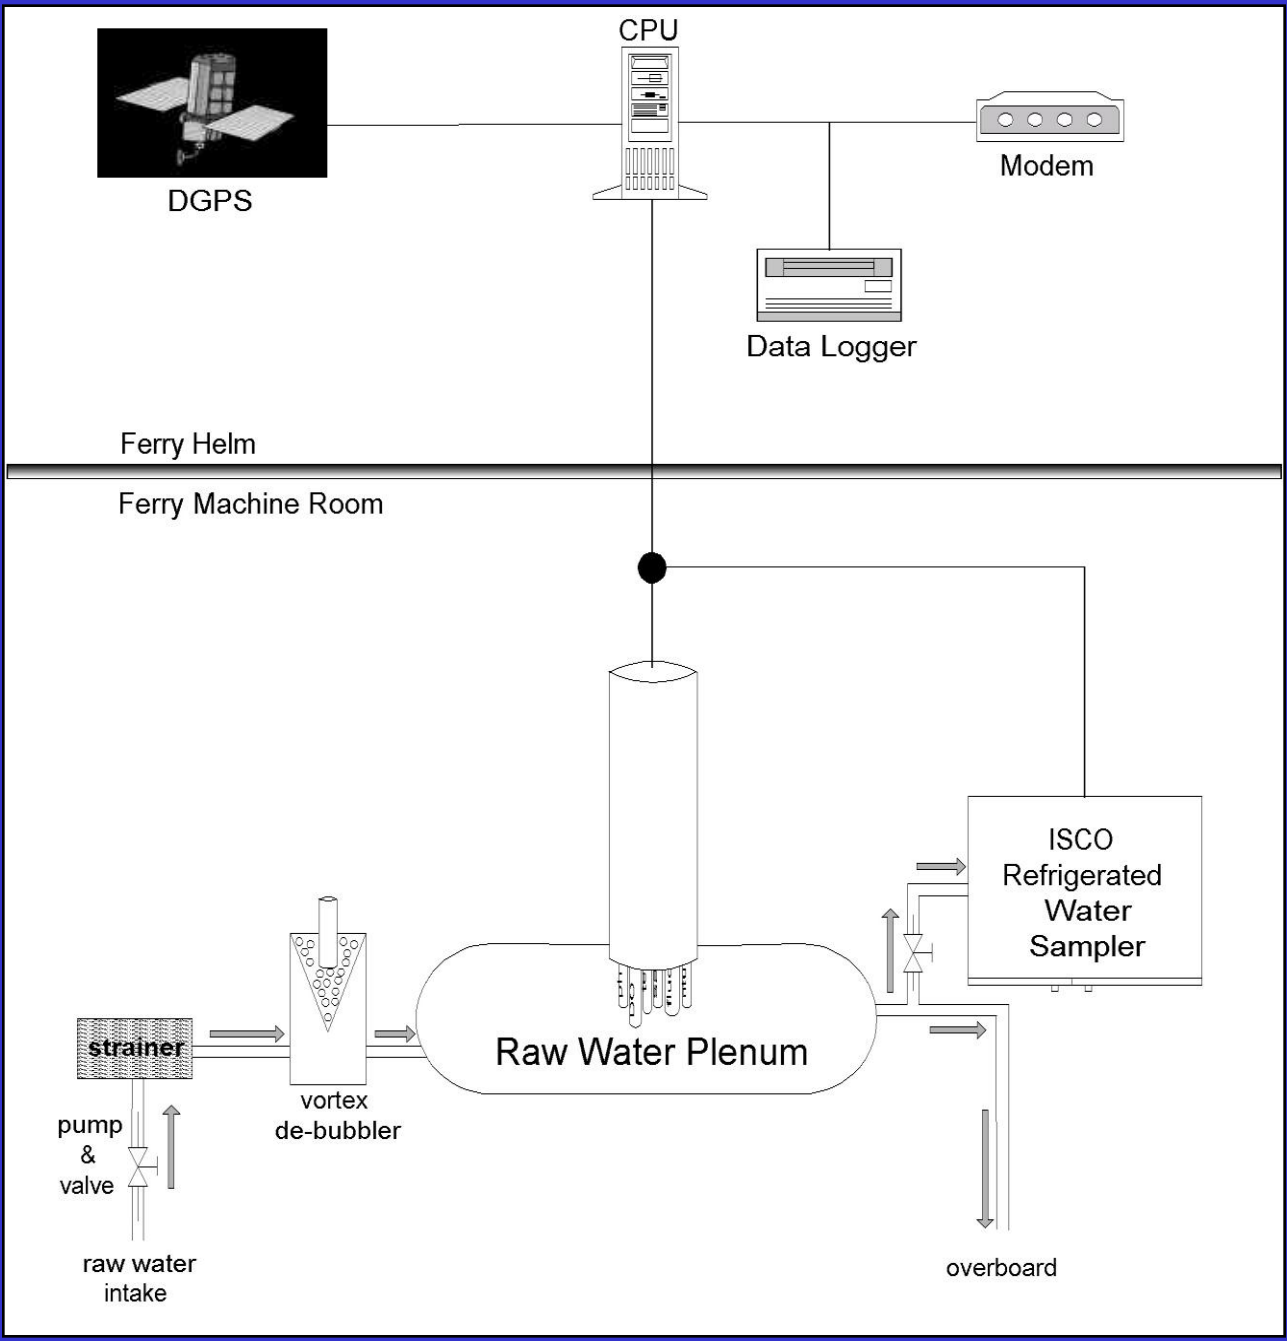 CPU
DGPS
Modem
Data Logger
Ferry Helm
Ferry Machine Room
ISCO
Refrigerated
Water
Sampler
Raw Water Plenum
strainer
vortex
de-bubbler
pump
&
valve
raw water
intake
overboard